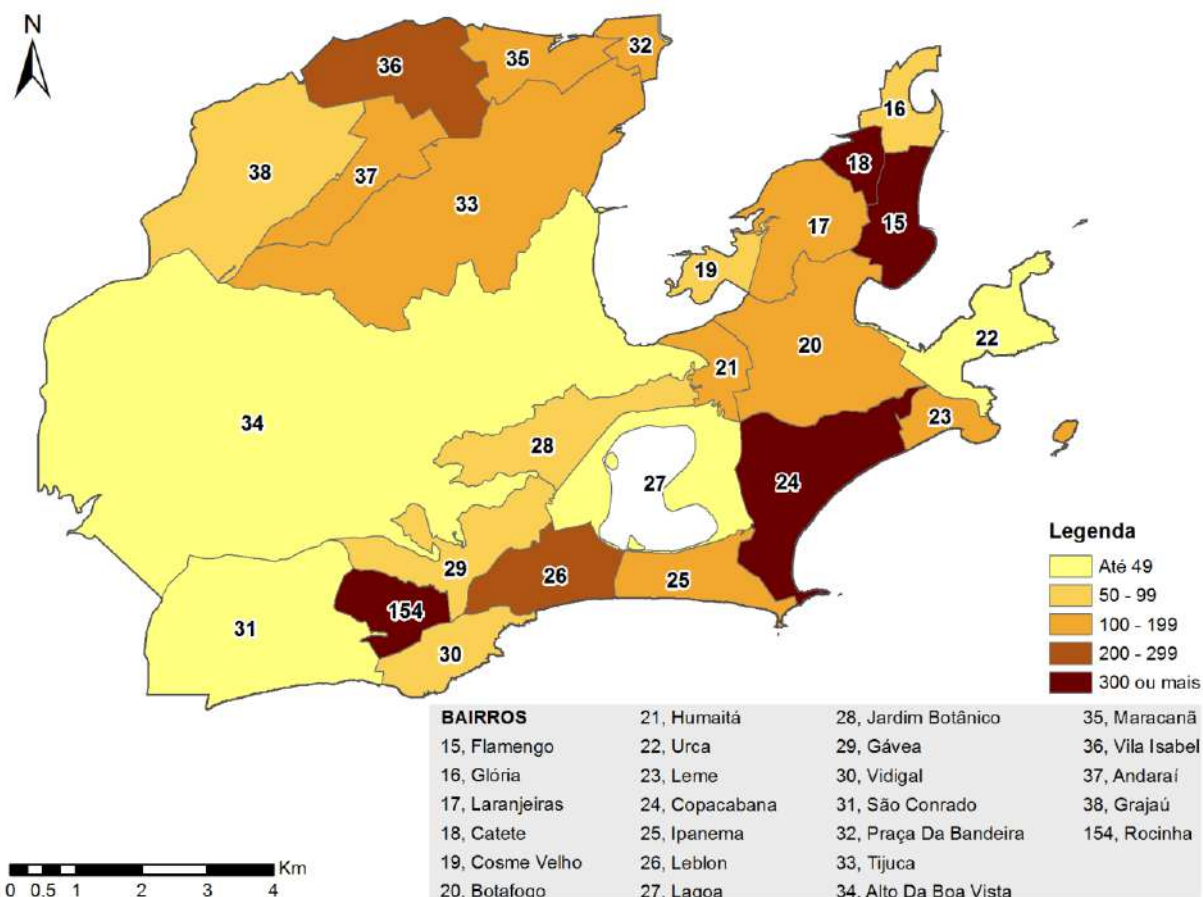 N
32
35
36
16
18
38
37
17
15
33
19
22
20
21
23
34
28
27
24
Legenda
Até 49
50 - 99
100 - 199
200 - 299
300 ou mais
29
26
25
154
31
30
BAIRROS
15, Flamengo
16, Glória
17, Laranjeiras
18, Catete
19, Cosme Velho
20, Botafogo
21, Humaitá
22, Urca
23, Leme
24, Copacabana
25, Ipanema
26, Leblon
27, Lagoa
28, Jardim Botânico
29, Gávea
30, Vidigal
31, São Conrado
32, Praça Da Bandeira
33, Tijuca
34, Alto Da Boa Vista
35, Maracanã
36, Vila Isabel
37, Andaraí
38, Grajaú
154, Rocinha
Km
0 0.5 1 2 3 4